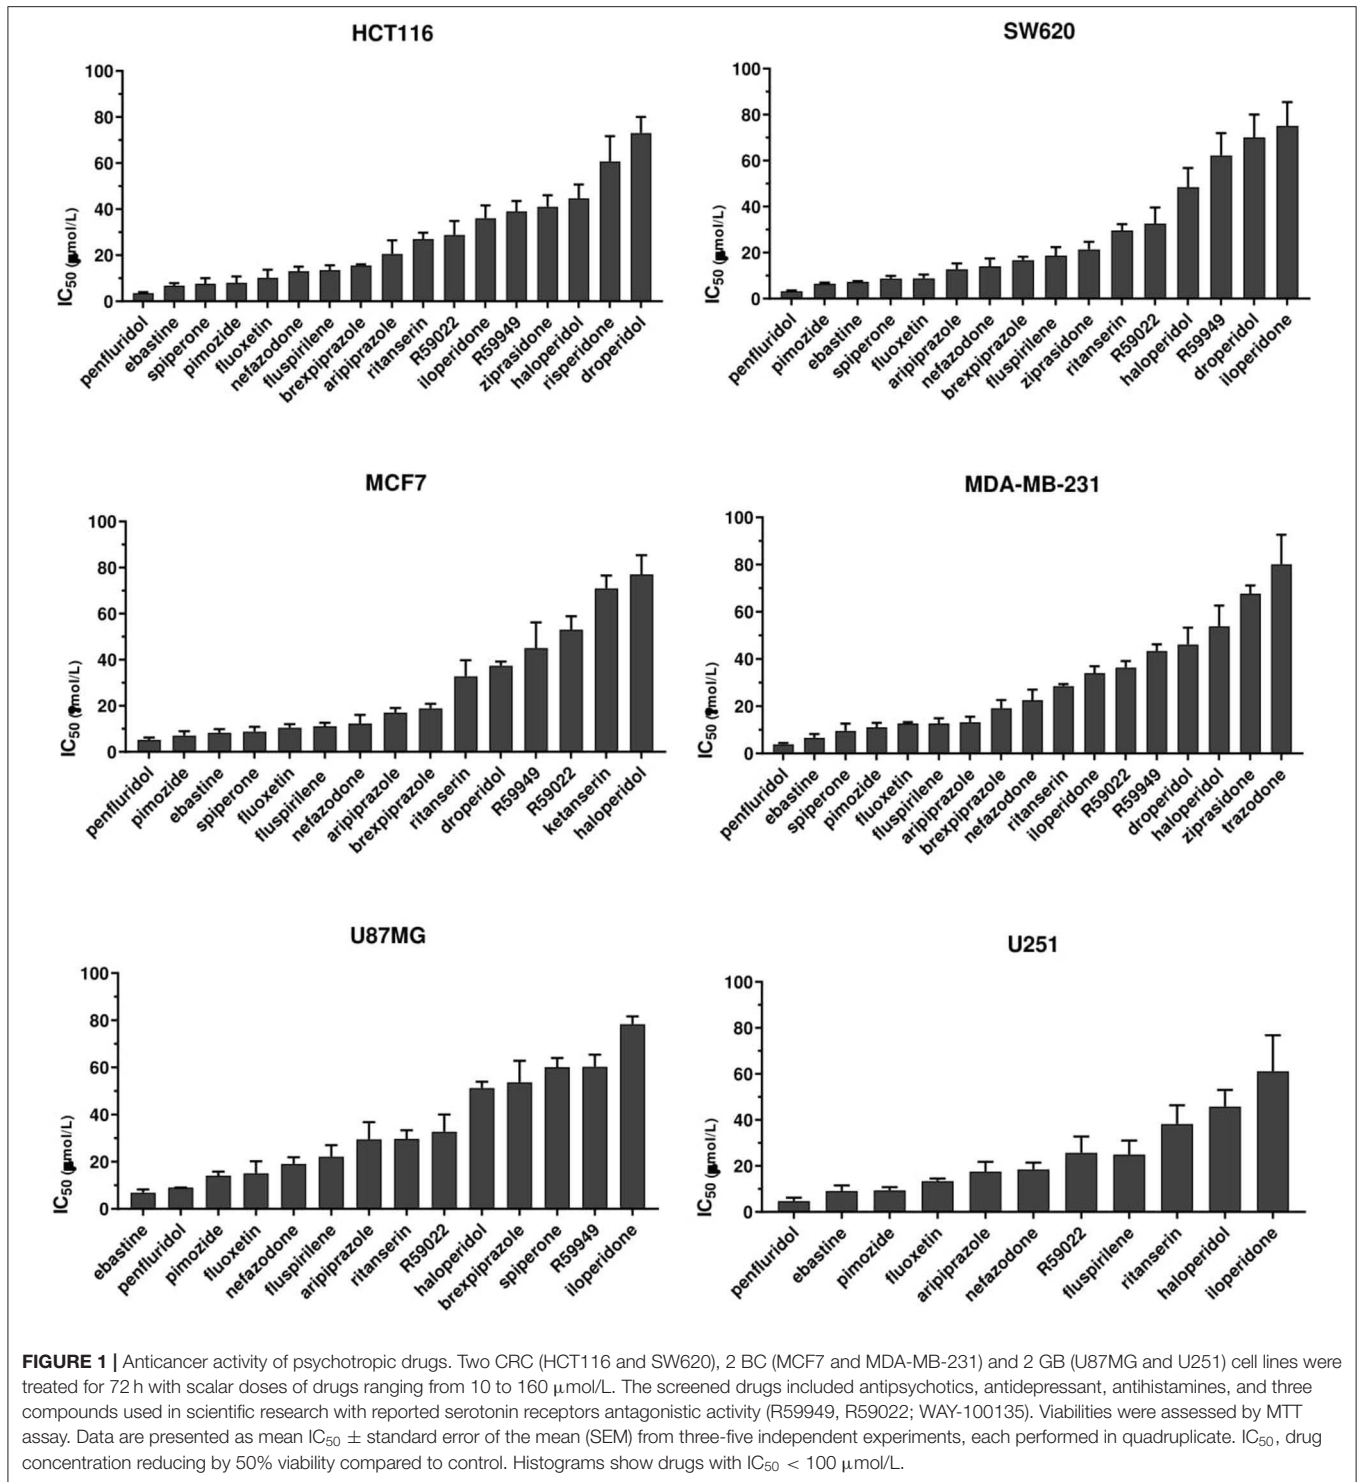 HCT116
100
80
60
40
20
0
IC50 (μmol/L)
penfluridol
ebastine
spiperone
pimozide
fluoxetin
nefazodone
fluspirilene
brexpiprazole
aripiprazole
ritanserin
R59022
iloperidone
R59949
ziprasidone
haloperidol
risperidone
droperidol
SW620
100
80
60
40
20
0
IC50 (μmol/L)
penfluridol
pimozide
ebastine
spiperone
fluoxetin
aripiprazole
nefazodone
brexpiprazole
fluspirilene
ziprasidone
ritanserin
R59022
haloperidol
R59949
droperidol
iloperidone
MCF7
100
80
60
40
20
0
IC50 (μmol/L)
penfluridol
pimozide
ebastine
spiperone
fluoxetin
fluspirilene
nefazodone
aripiprazole
brexpiprazole
ritanserin
droperidol
R59949
R59022
ketanserin
haloperidol
MDA-MB-231
100
80
60
40
20
0
IC50 (μmol/L)
penfluridol
ebastine
spiperone
pimozide
fluoxetin
fluspirilene
aripiprazole
brexpiprazole
nefazodone
ritanserin
iloperidone
R59022
R59949
droperidol
haloperidol
ziprasidone
trazodone
U87MG
100
80
60
40
20
0
IC50 (μmol/L)
ebastine
penfluridol
pimozide
fluoxetin
nefazodone
fluspirilene
aripiprazole
ritanserin
R59022
haloperidol
brexpiprazole
spiperone
R59949
iloperidone
U251
100
80
60
40
20
0
IC50 (μmol/L)
penfluridol
ebastine
pimozide
fluoxetin
aripiprazole
nefazodone
R59022
fluspirilene
ritanserin
haloperidol
iloperidone
FIGURE 1 | Anticancer activity of psychotropic drugs. Two CRC (HCT116 and SW620), 2 BC (MCF7 and MDA-MB-231) and 2 GB (U87MG and U251) cell lines were
treated for 72 h with scalar doses of drugs ranging from 10 to 160 μmol/L. The screened drugs included antipsychotics, antidepressant, antihistamines, and three
compounds used in scientific research with reported serotonin receptors antagonistic activity (R59949, R59022; WAY-100135). Viabilities were assessed by MTT
assay. Data are presented as mean IC50 ± standard error of the mean (SEM) from three-five independent experiments, each performed in quadruplicate. IC50, drug
concentration reducing by 50% viability compared to control. Histograms show drugs with IC50 < 100 μmol/L.